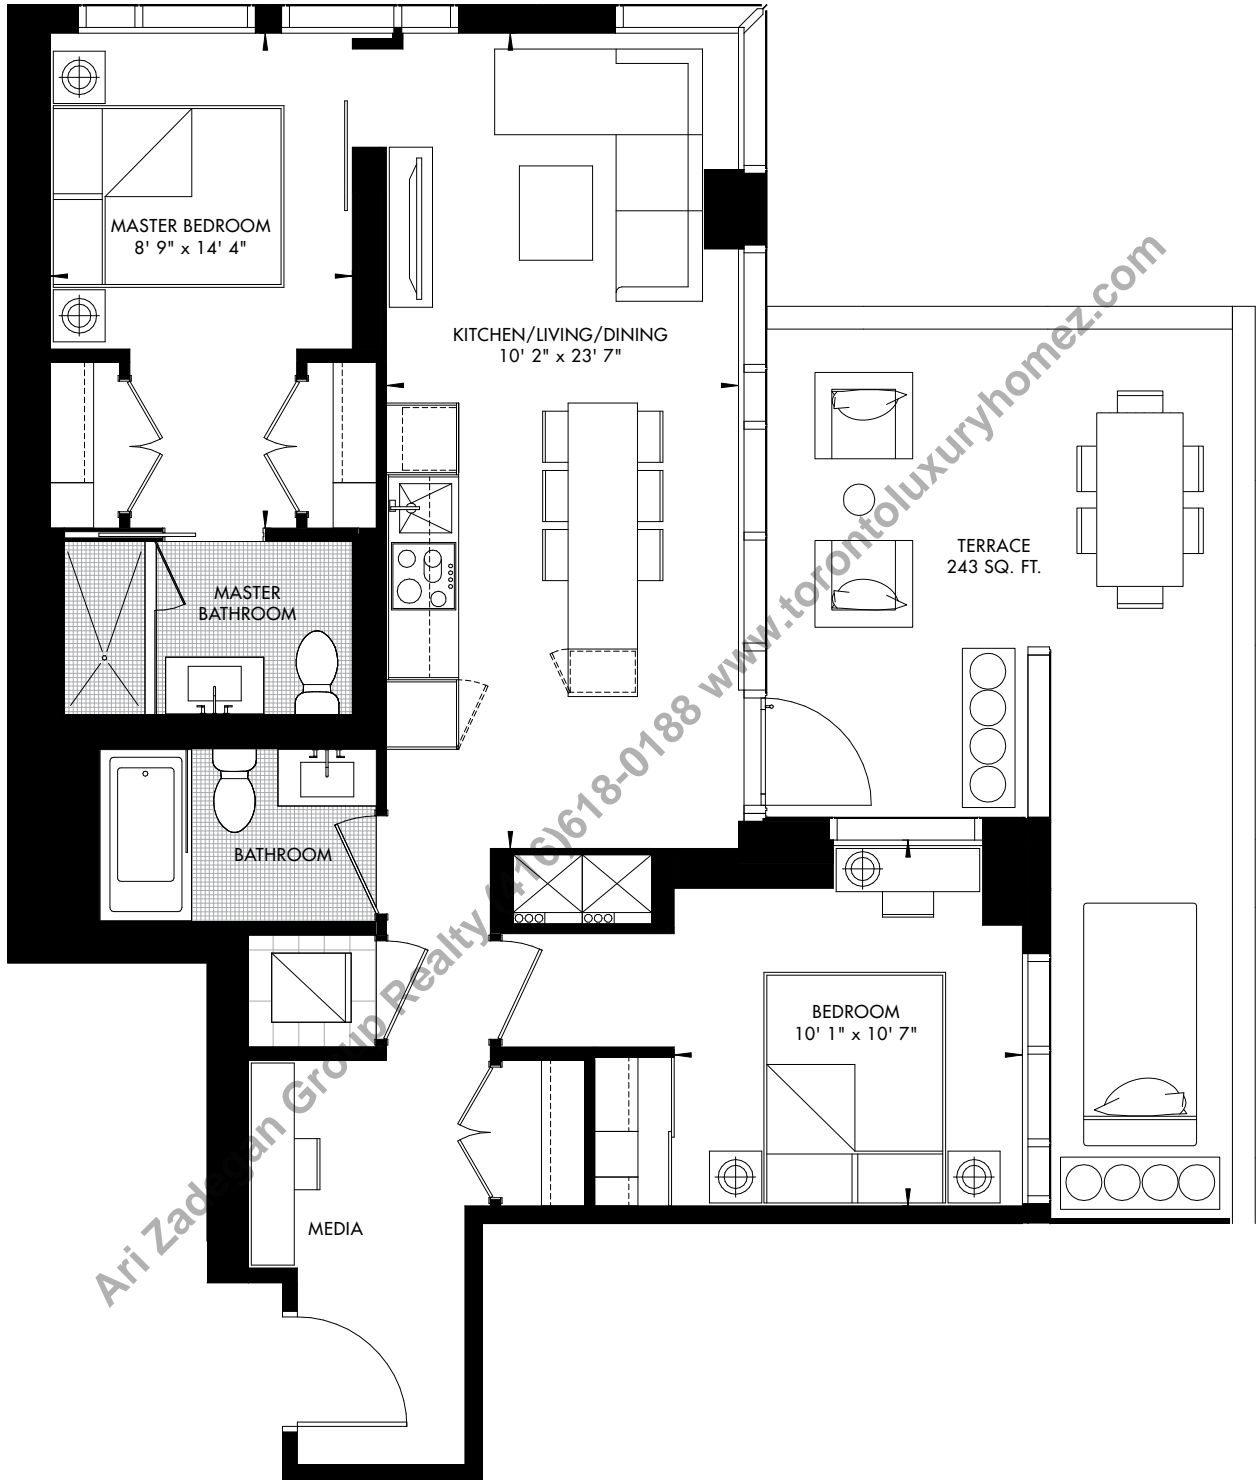 MASTER BEDROOM
8' 9" x 14' 4"
KITCHEN/LIVING/DINING
10' 2" x 23' 7"
TERRACE
243 SQ. FT.
MASTER
BATHROOM
BATHROOM
BEDROOM
10' 1" x 10' 7"
MEDIA
Ari Zadegan Group Realty (416)618-0188 www.torontoluxuryhomez.com